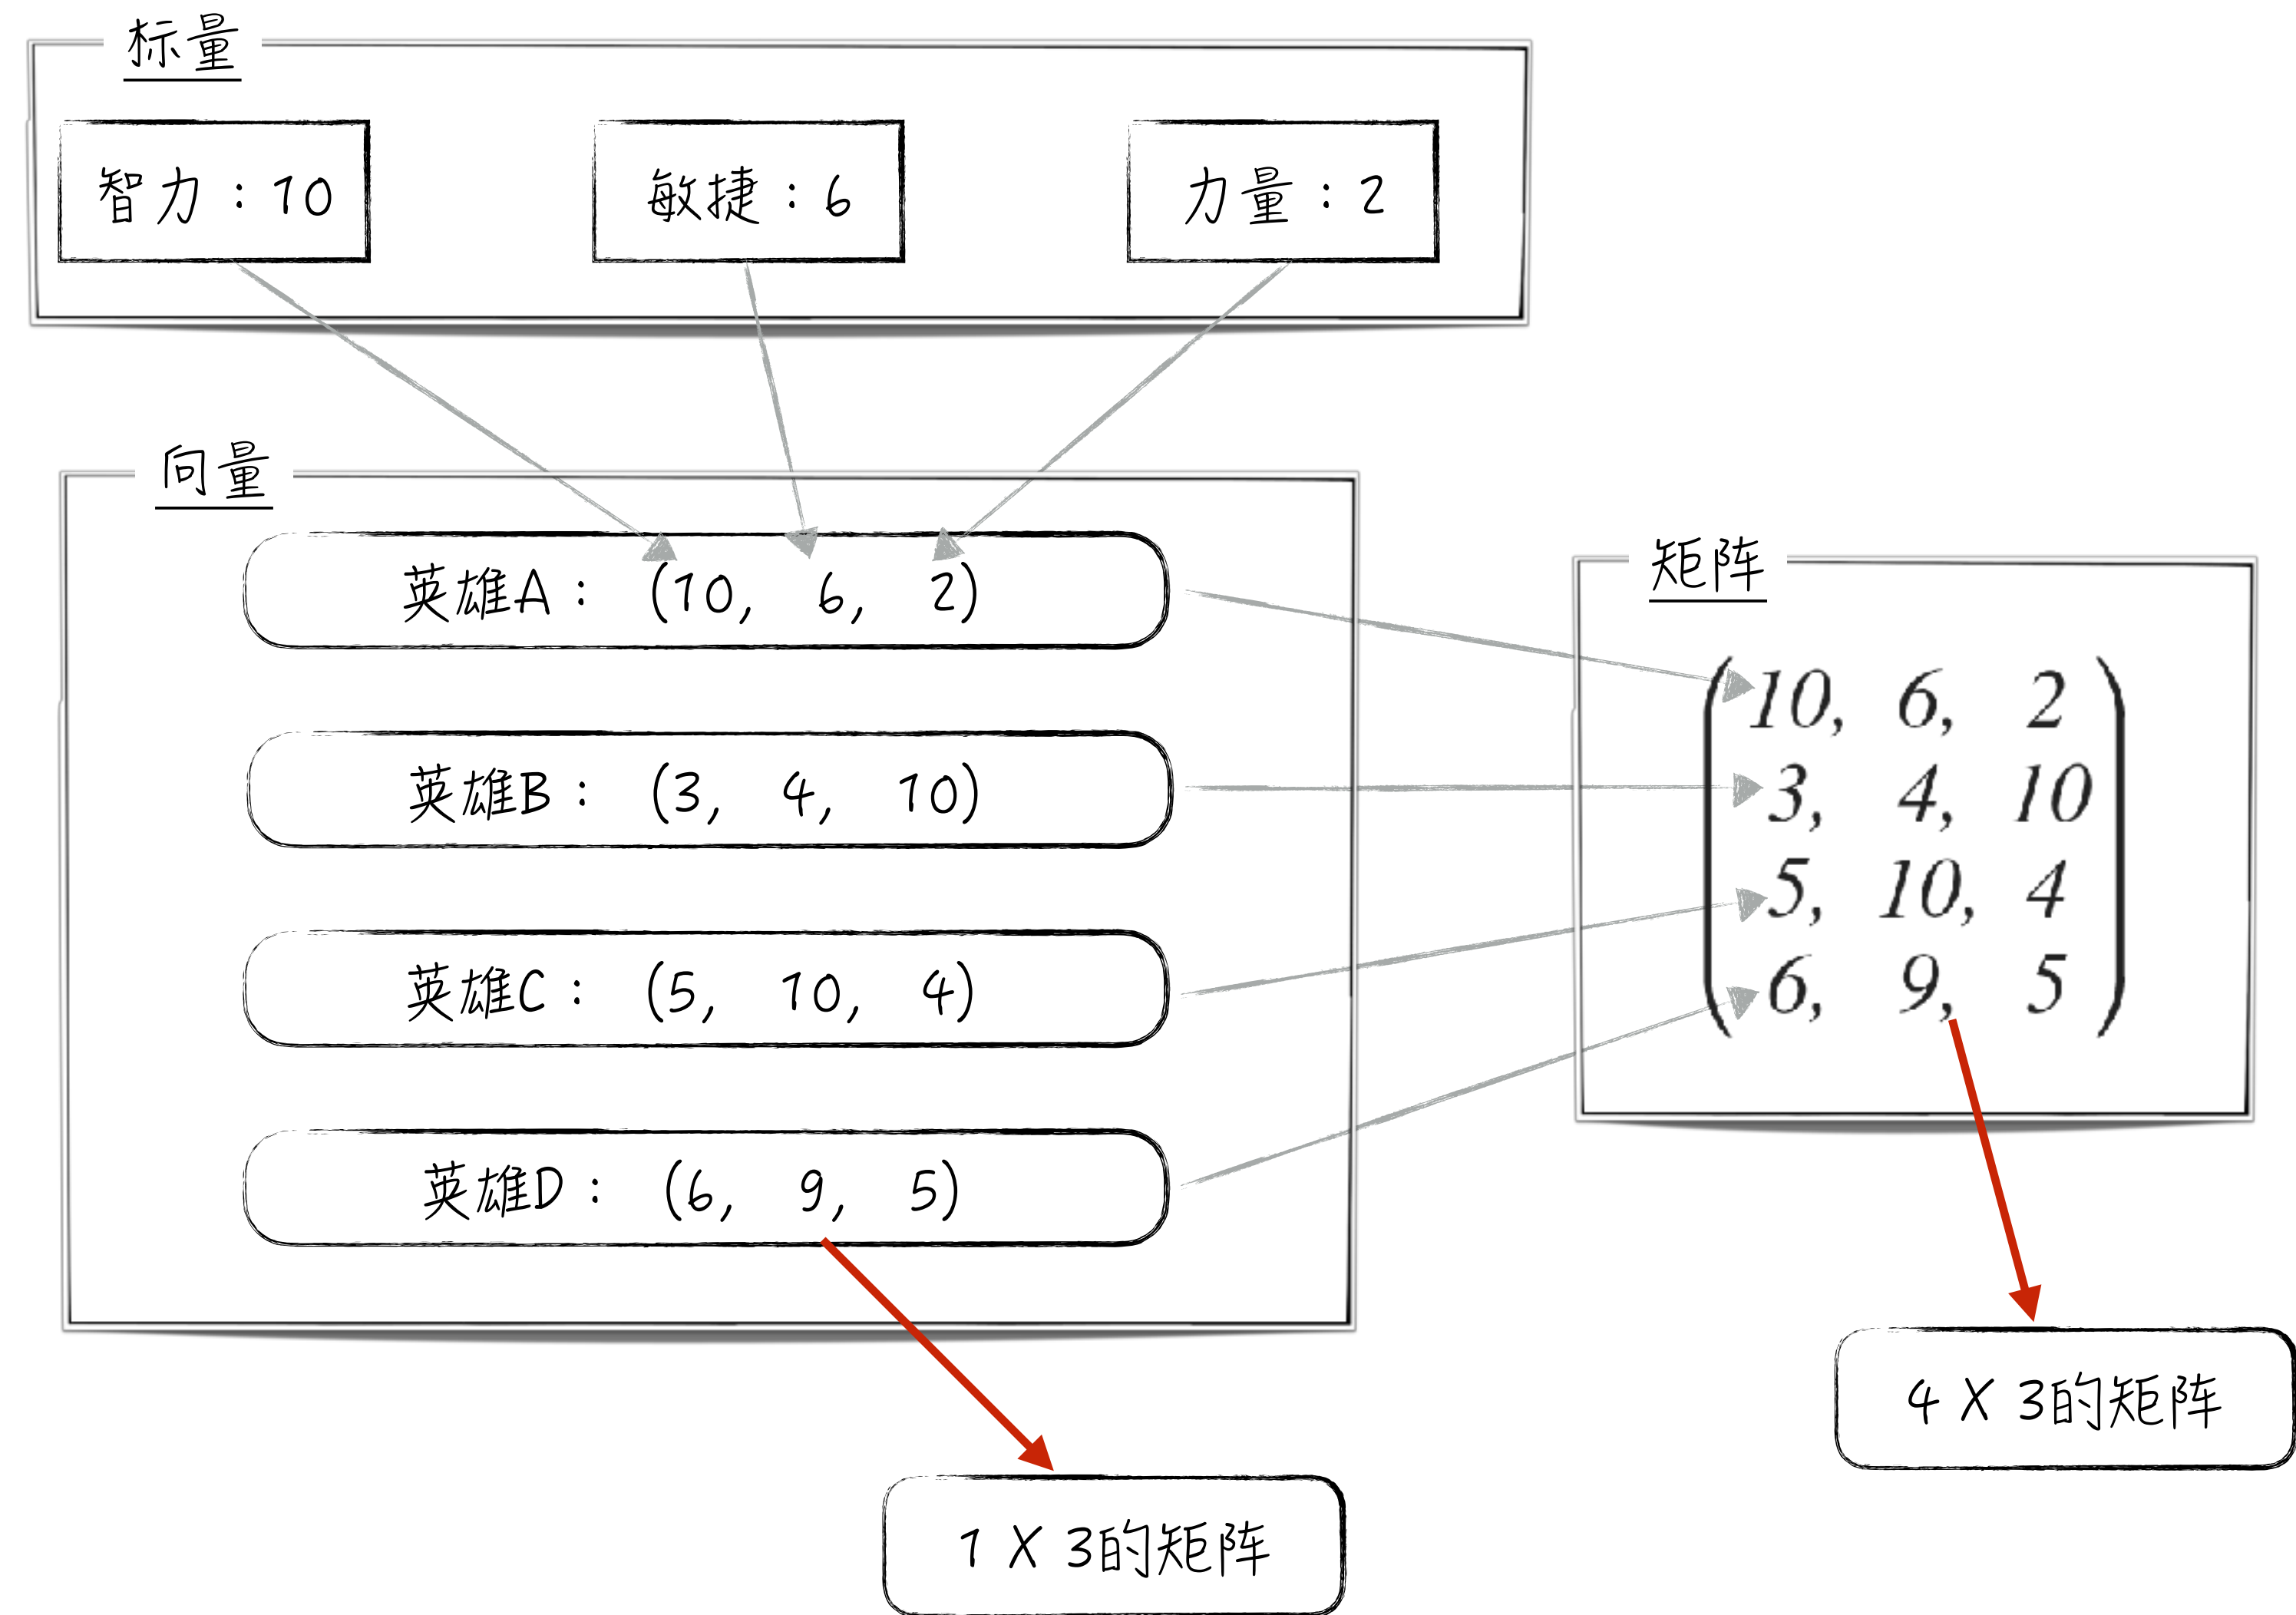 标量
智力：10
敏捷：6
力量：2
向量
英雄A： (10, 6, 2)
英雄B： (3, 4, 10)
英雄C： (5, 10, 4)
英雄D： (6, 9, 5)
矩阵
10, 6, 2
3, 4, 10
5, 10, 4
6, 9, 5
4 X 3的矩阵
1 X 3的矩阵